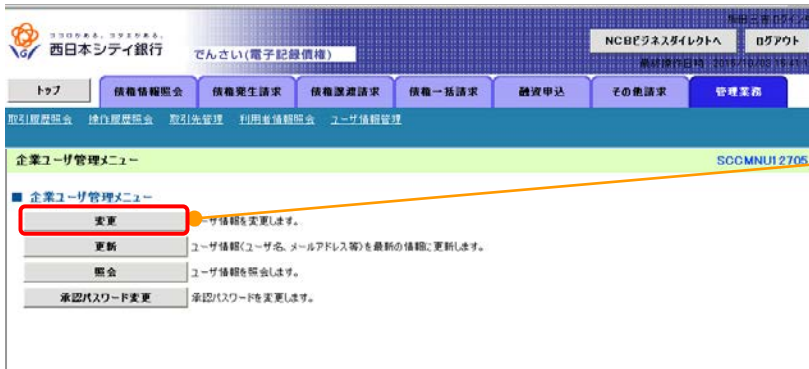 ココロがある。コタエがある。
西日本シティ銀行
でんさい(電子記録債権)
NCBビジネスダイレクトへ
ログアウト
トップ
債権情報照会
債権発生請求
債権譲渡請求
債権一括請求
融資申込
その他請求
管理業務
取引履歴照会 操作履歴照会 取引先管理 利用者情報照会 ユーザ情報管理
企業ユーザ管理メニュー
SCCMNU12705
■ 企業ユーザ管理メニュー
変更
ーザ情報を変更します。
更新
ユーザ情報(ユーザ名、メールアドレス等)を最新の情報に更新します。
照会
ユーザ情報を照会します。
承認パスワード変更
承認パスワードを変更します。